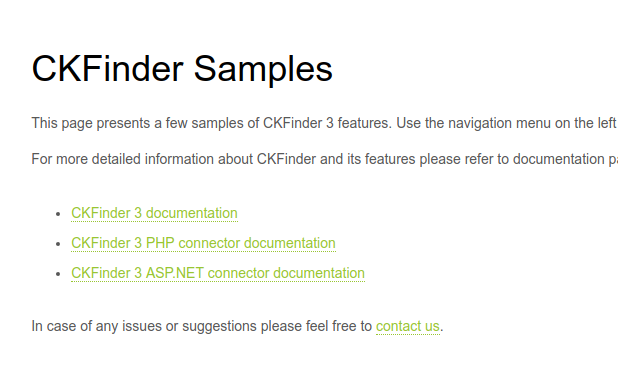 CKFinder Samples
This page presents a few samples of CKFinder 3 features. Use the navigation menu on the left
For more detailed information about CKFinder and its features please refer to documentation
CKFinder 3 documentation
CKFinder 3 PHP connector documentation
CKFinder 3 ASP.NET connector documentation
In case of any issues or suggestions please feel free to contact us.